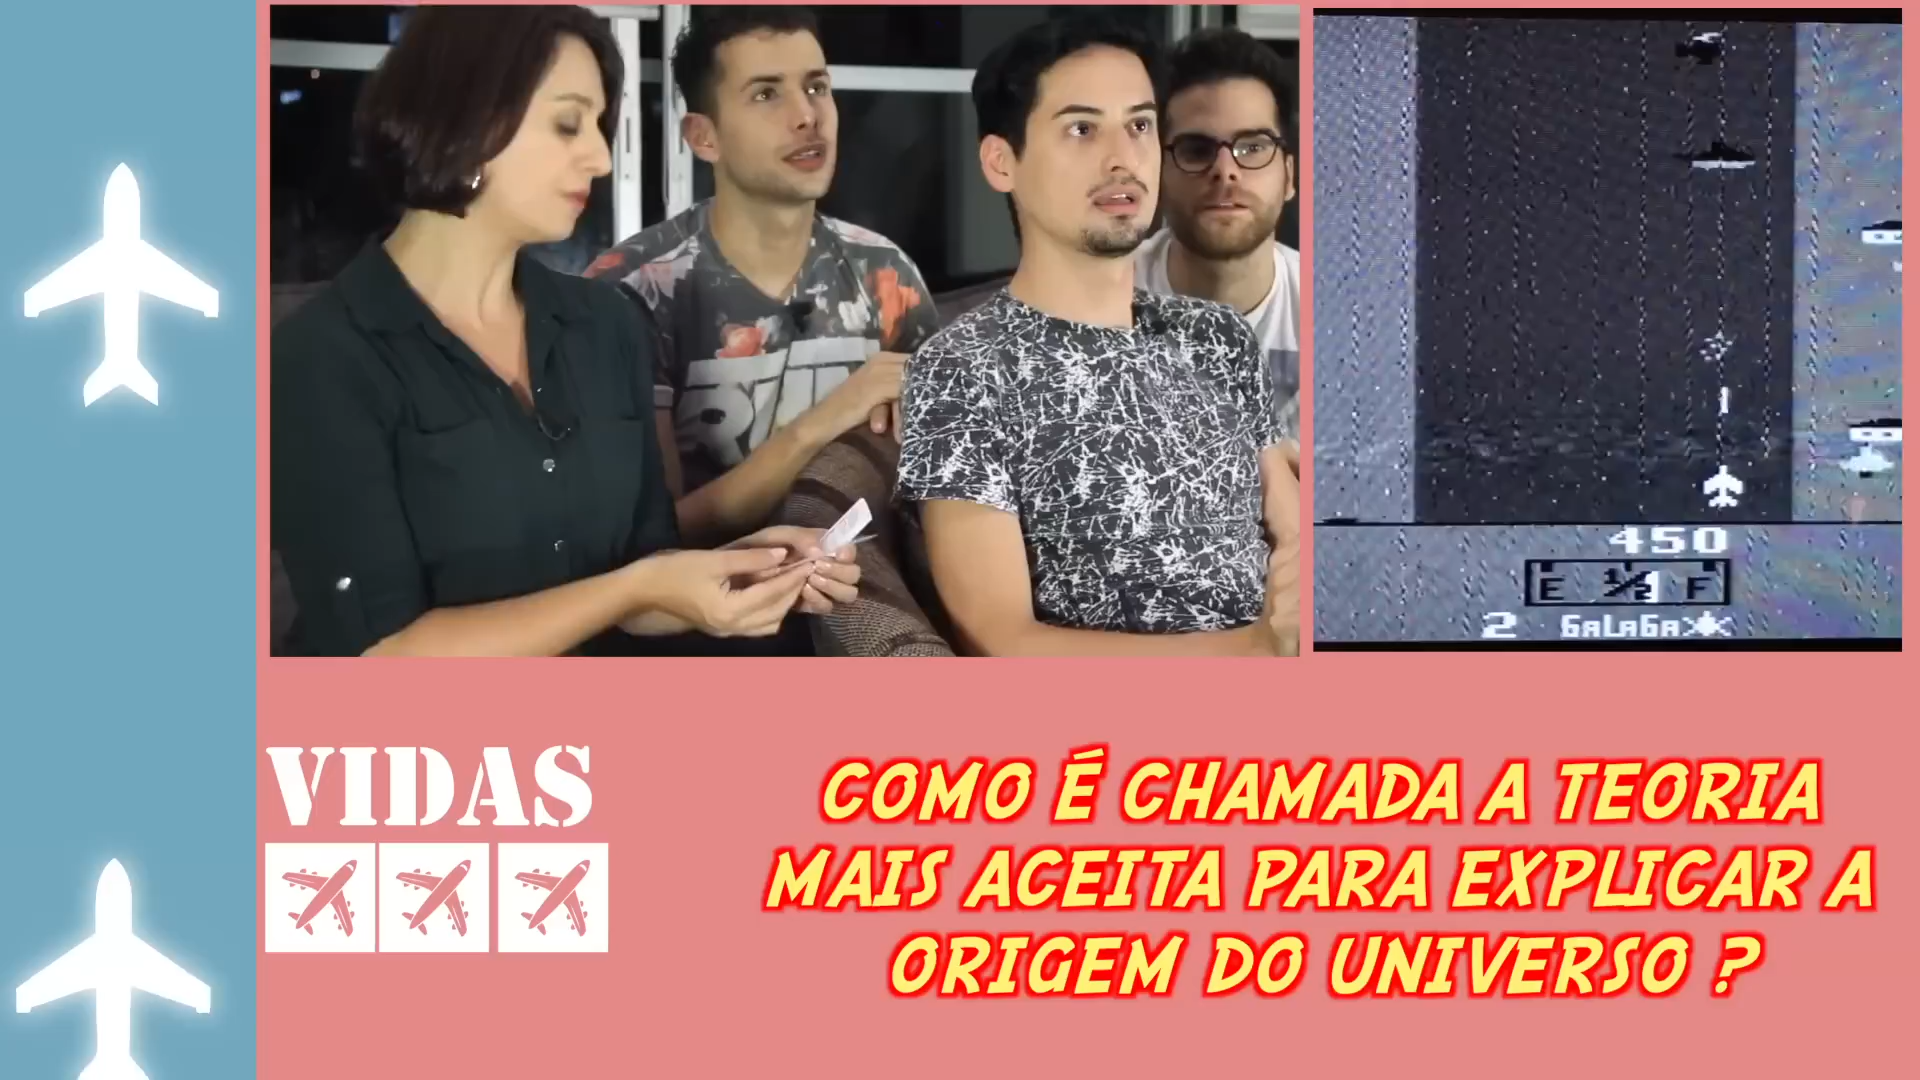 450
E ½ F
2 GALAGA
VIDAS
COMO É CHAMADA A TEORIA
MAIS ACEITA PARA EXPLICAR A
ORIGEM DO UNIVERSO ?